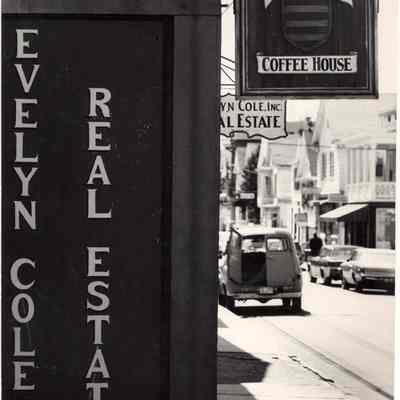 EVELYN COLE
REAL ESTAT
COFFEE HOUSE
YN COLE, INC.
AL ESTATE